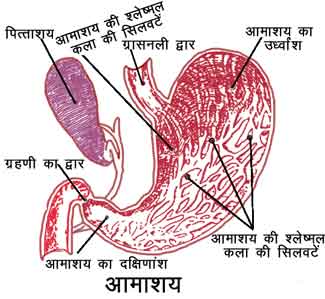 पित्ताशय
आमाशय की श्लेष्मल
कला की सिलवटें
ग्रासनली द्वार
आमाशय का
उर्ध्वांश
ग्रहणी का द्वार
आमाशय की श्लेष्मल
कला की सिलवटें
आमाशय का दक्षिणांश
आमाशय